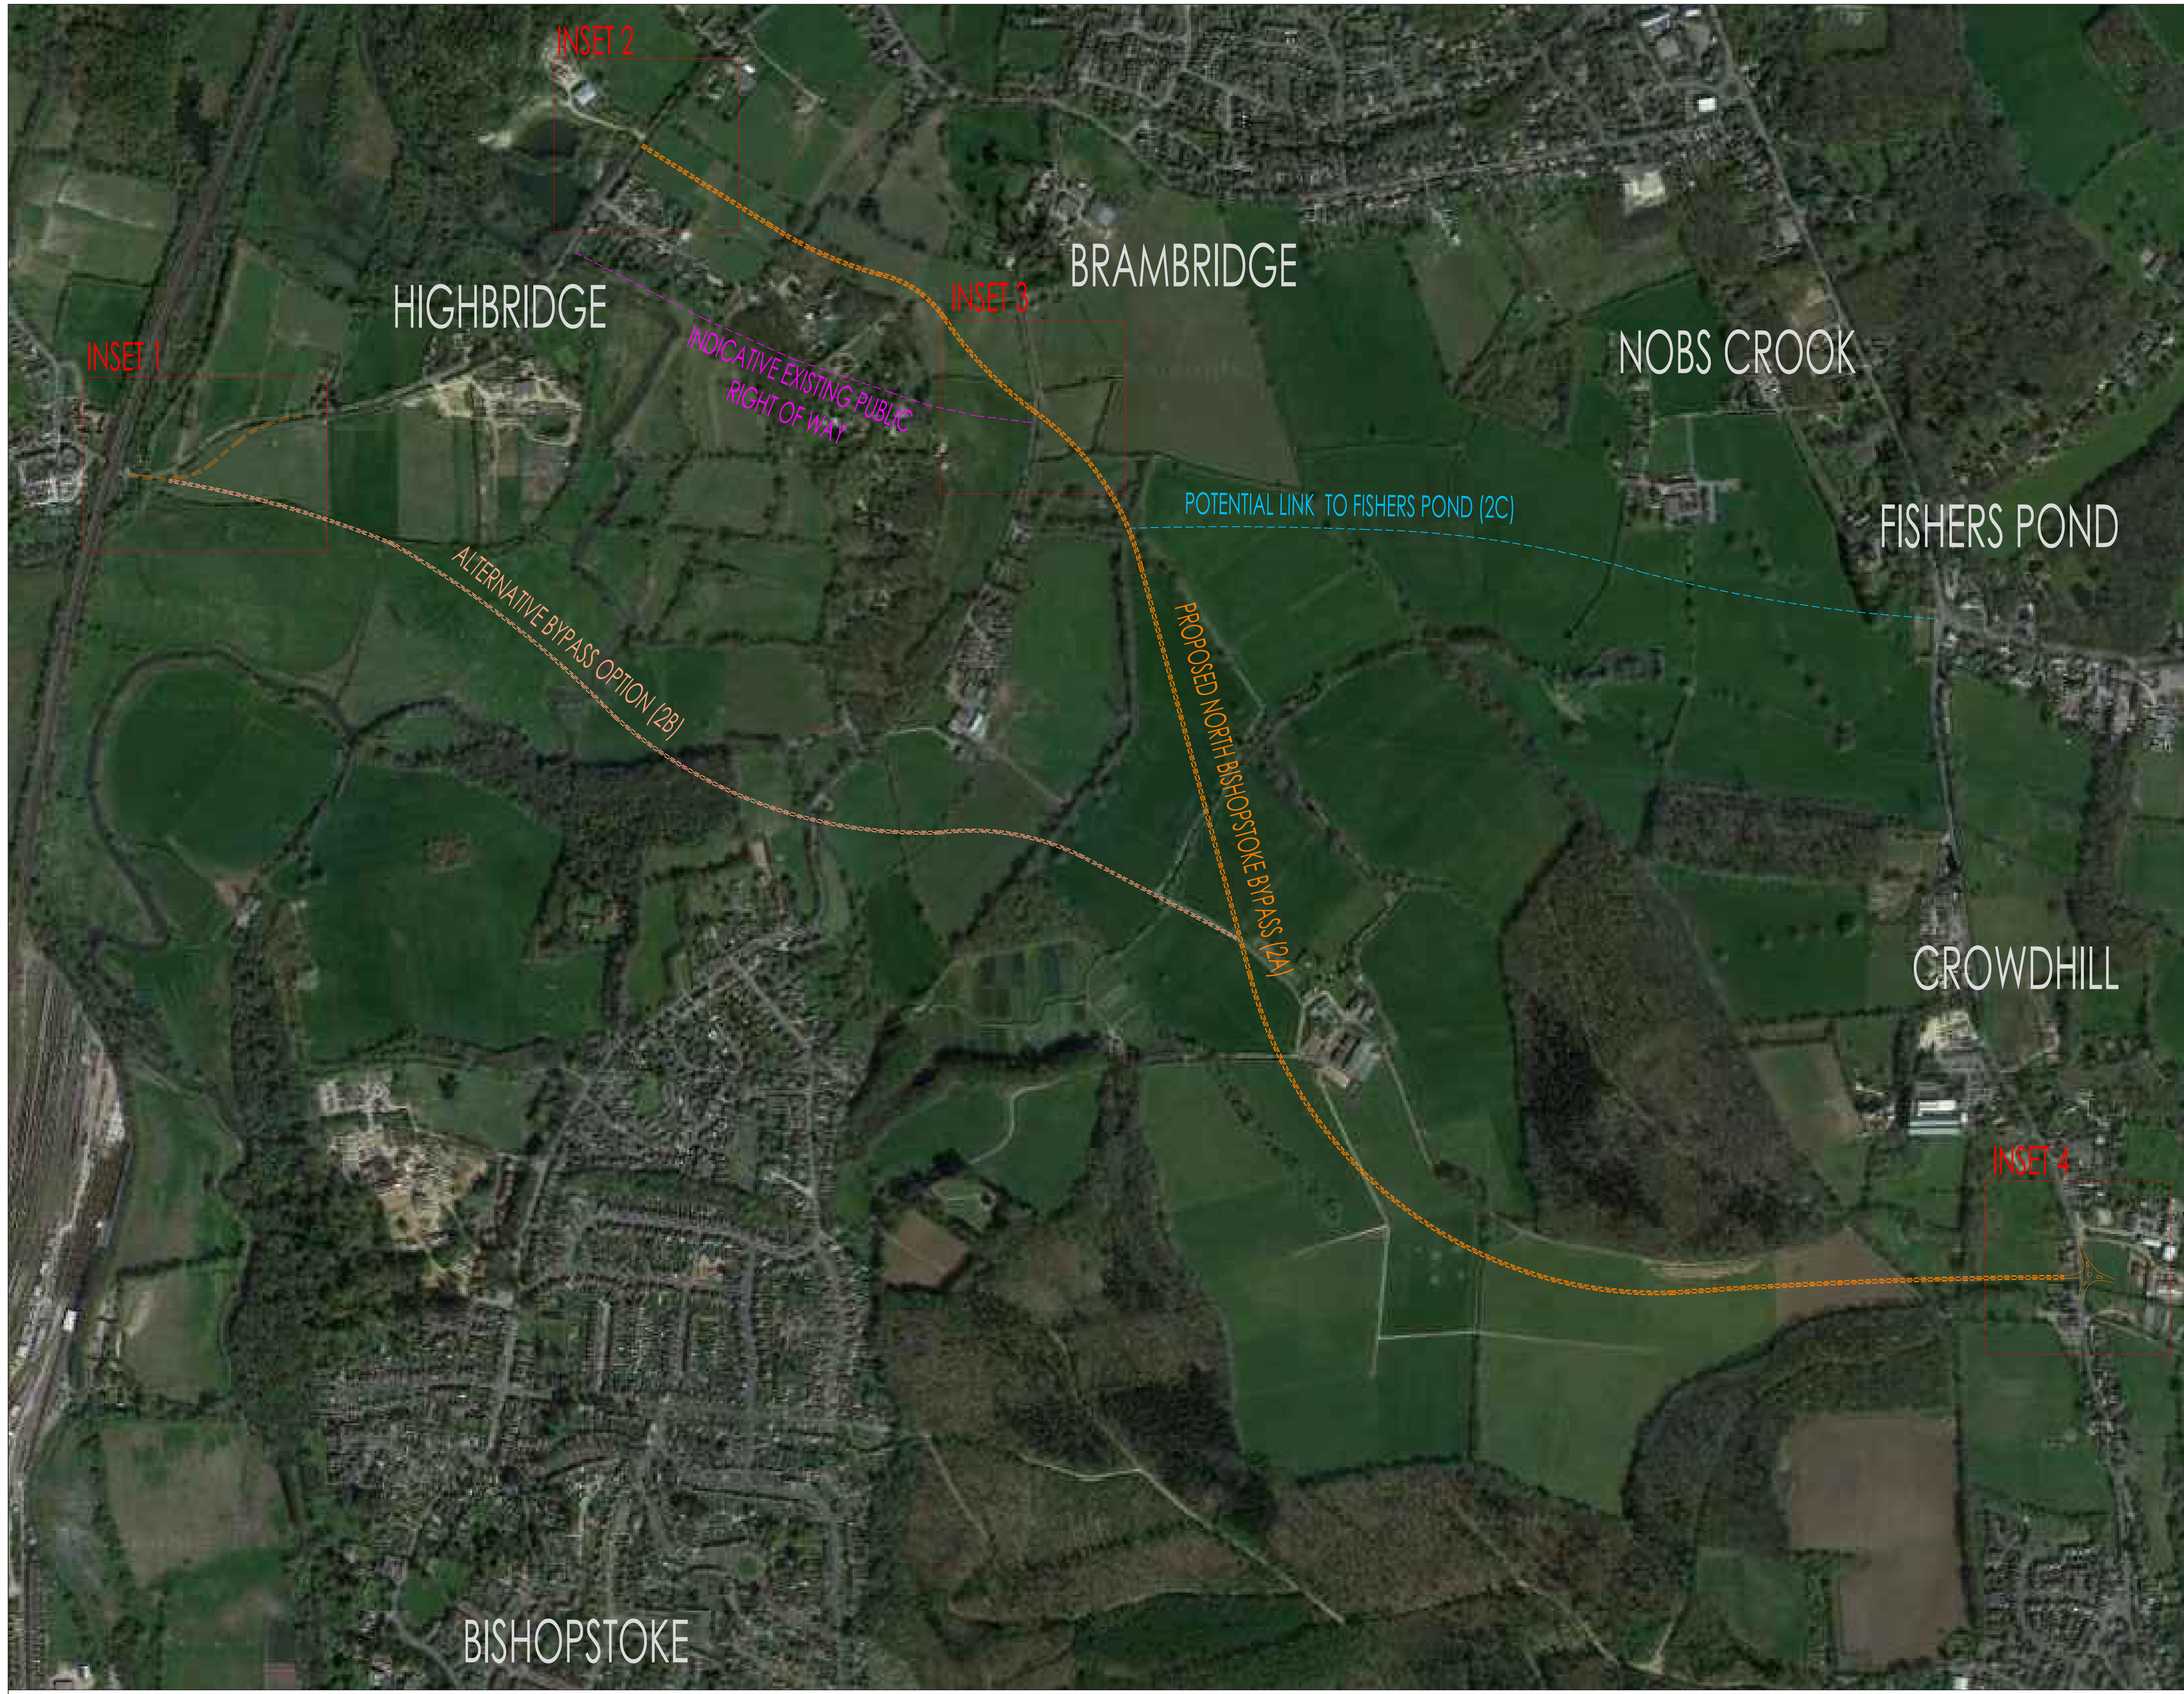 INSET 2
BRAMBRIDGE
HIGHBRIDGE
INSET 3
INSET 1
INDICATIVE EXISTING PUBLIC
RIGHT OF WAY
NOBS CROOK
POTENTIAL LINK TO FISHERS POND (2C)
FISHERS POND
ALTERNATIVE BYPASS OPTION (2B)
PROPOSED NORTH BISHOPSTOKE BYPASS (2A)
CROWDHILL
INSET 4
BISHOPSTOKE